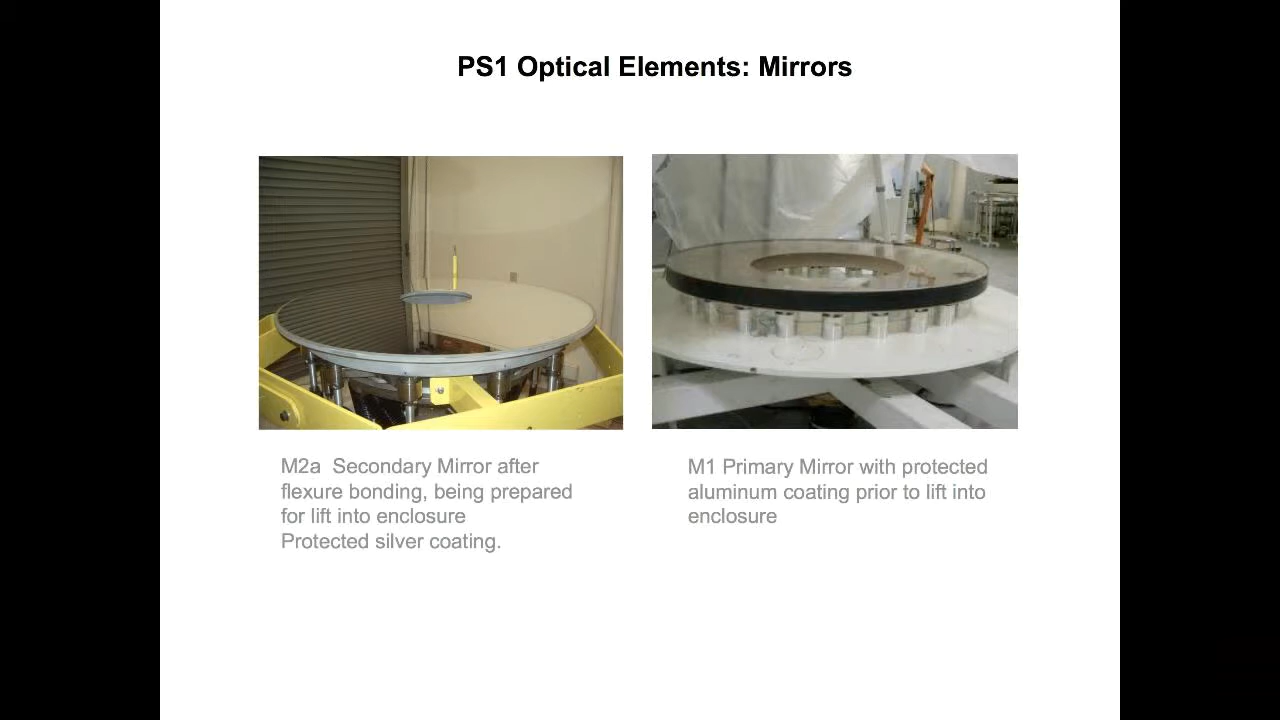 PS1 Optical Elements: Mirrors
M2a  Secondary Mirror after
flexure bonding, being prepared
for lift into enclosure
Protected silver coating.
M1 Primary Mirror with protected
aluminum coating prior to lift into
enclosure